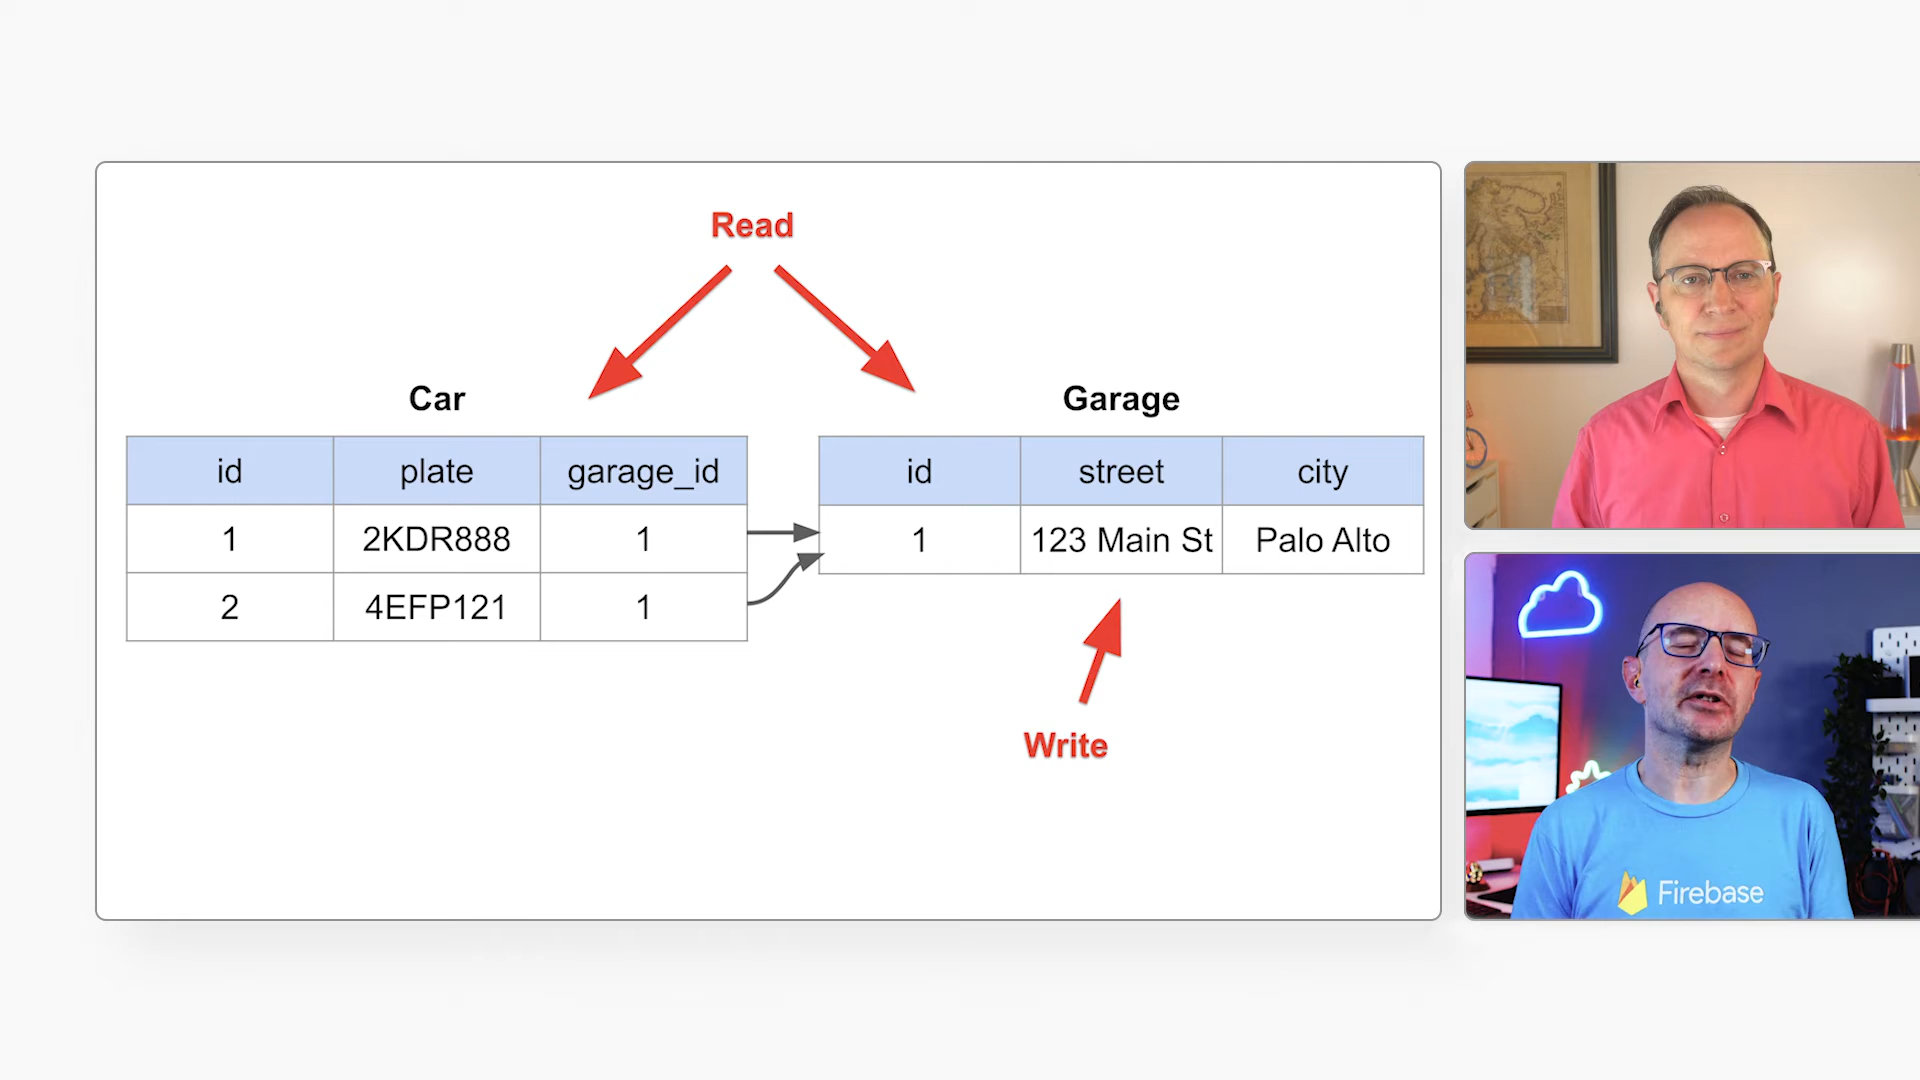 Read
Car
id plate garage_id
1 2KDR888 1
2 4EFP121 1
Garage
id street city
1 123 Main St Palo Alto
Write
Firebase